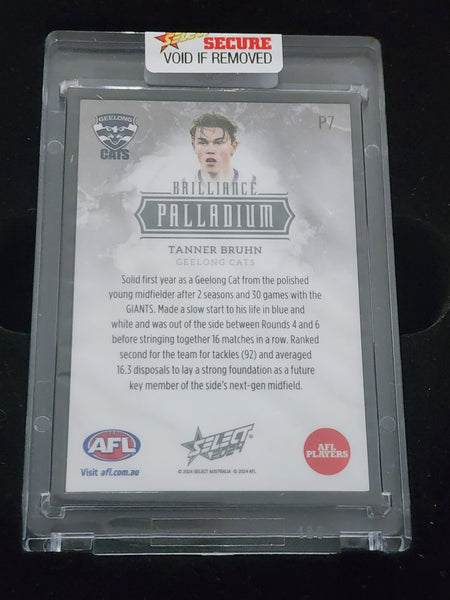 SELECT SECURE
VOID IF REMOVED
GEELONG
CATS
P7
BRILLIANCE
PALLADIUM
TANNER BRUHN
GEELONG CATS
Solid first year as a Geelong Cat from the polished
young midfielder after 2 seasons and 30 games with the
GIANTS. Made a slow start to his life in blue and
white and was out of the side between Rounds 4 and 6
before stringing together 16 matches in a row. Ranked
second for the team for tackles (92) and averaged
16.3 disposals to lay a strong foundation as a future
key member of the side's next-gen midfield.
AFL
Visit afl.com.au
SELECT
2024
© 2024 SELECT AUSTRALIA © 2024 AFL
AFL
PLAYERS